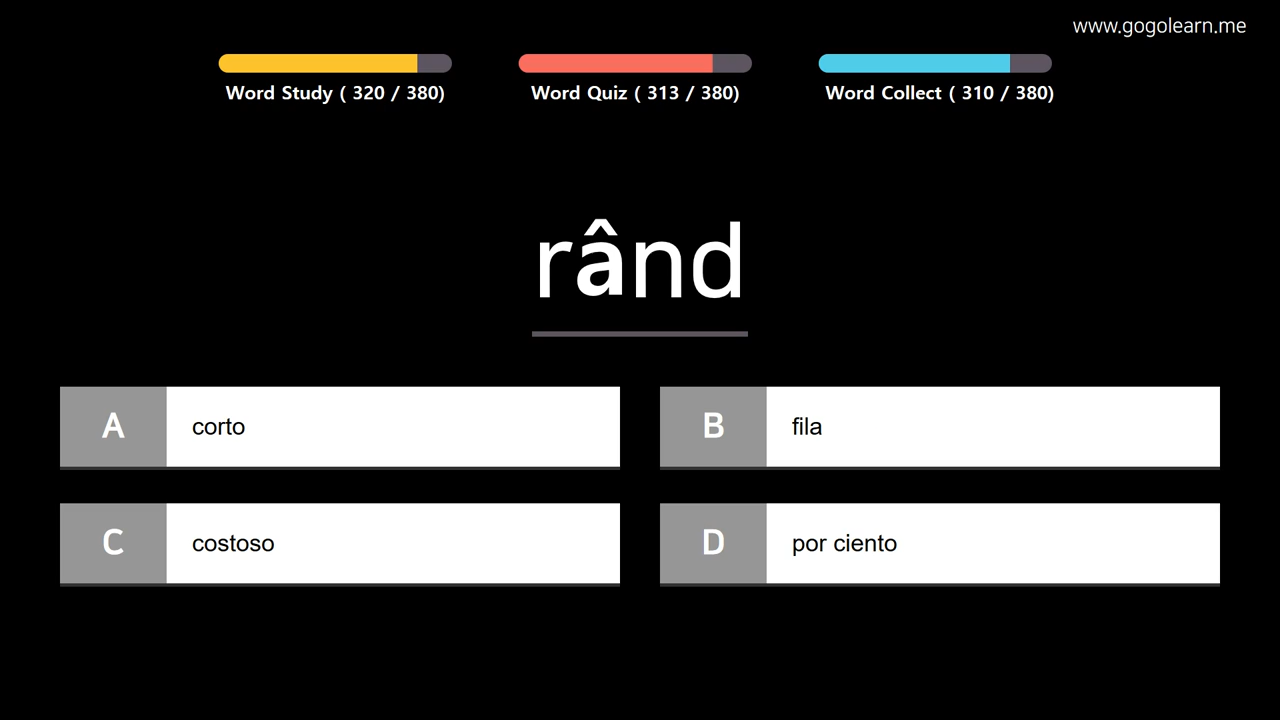 www.gogolearn.me
Word Study ( 320 / 380)
Word Quiz ( 313 / 380)
Word Collect ( 310 / 380)
rând
A corto
B fila
C costoso
D por ciento